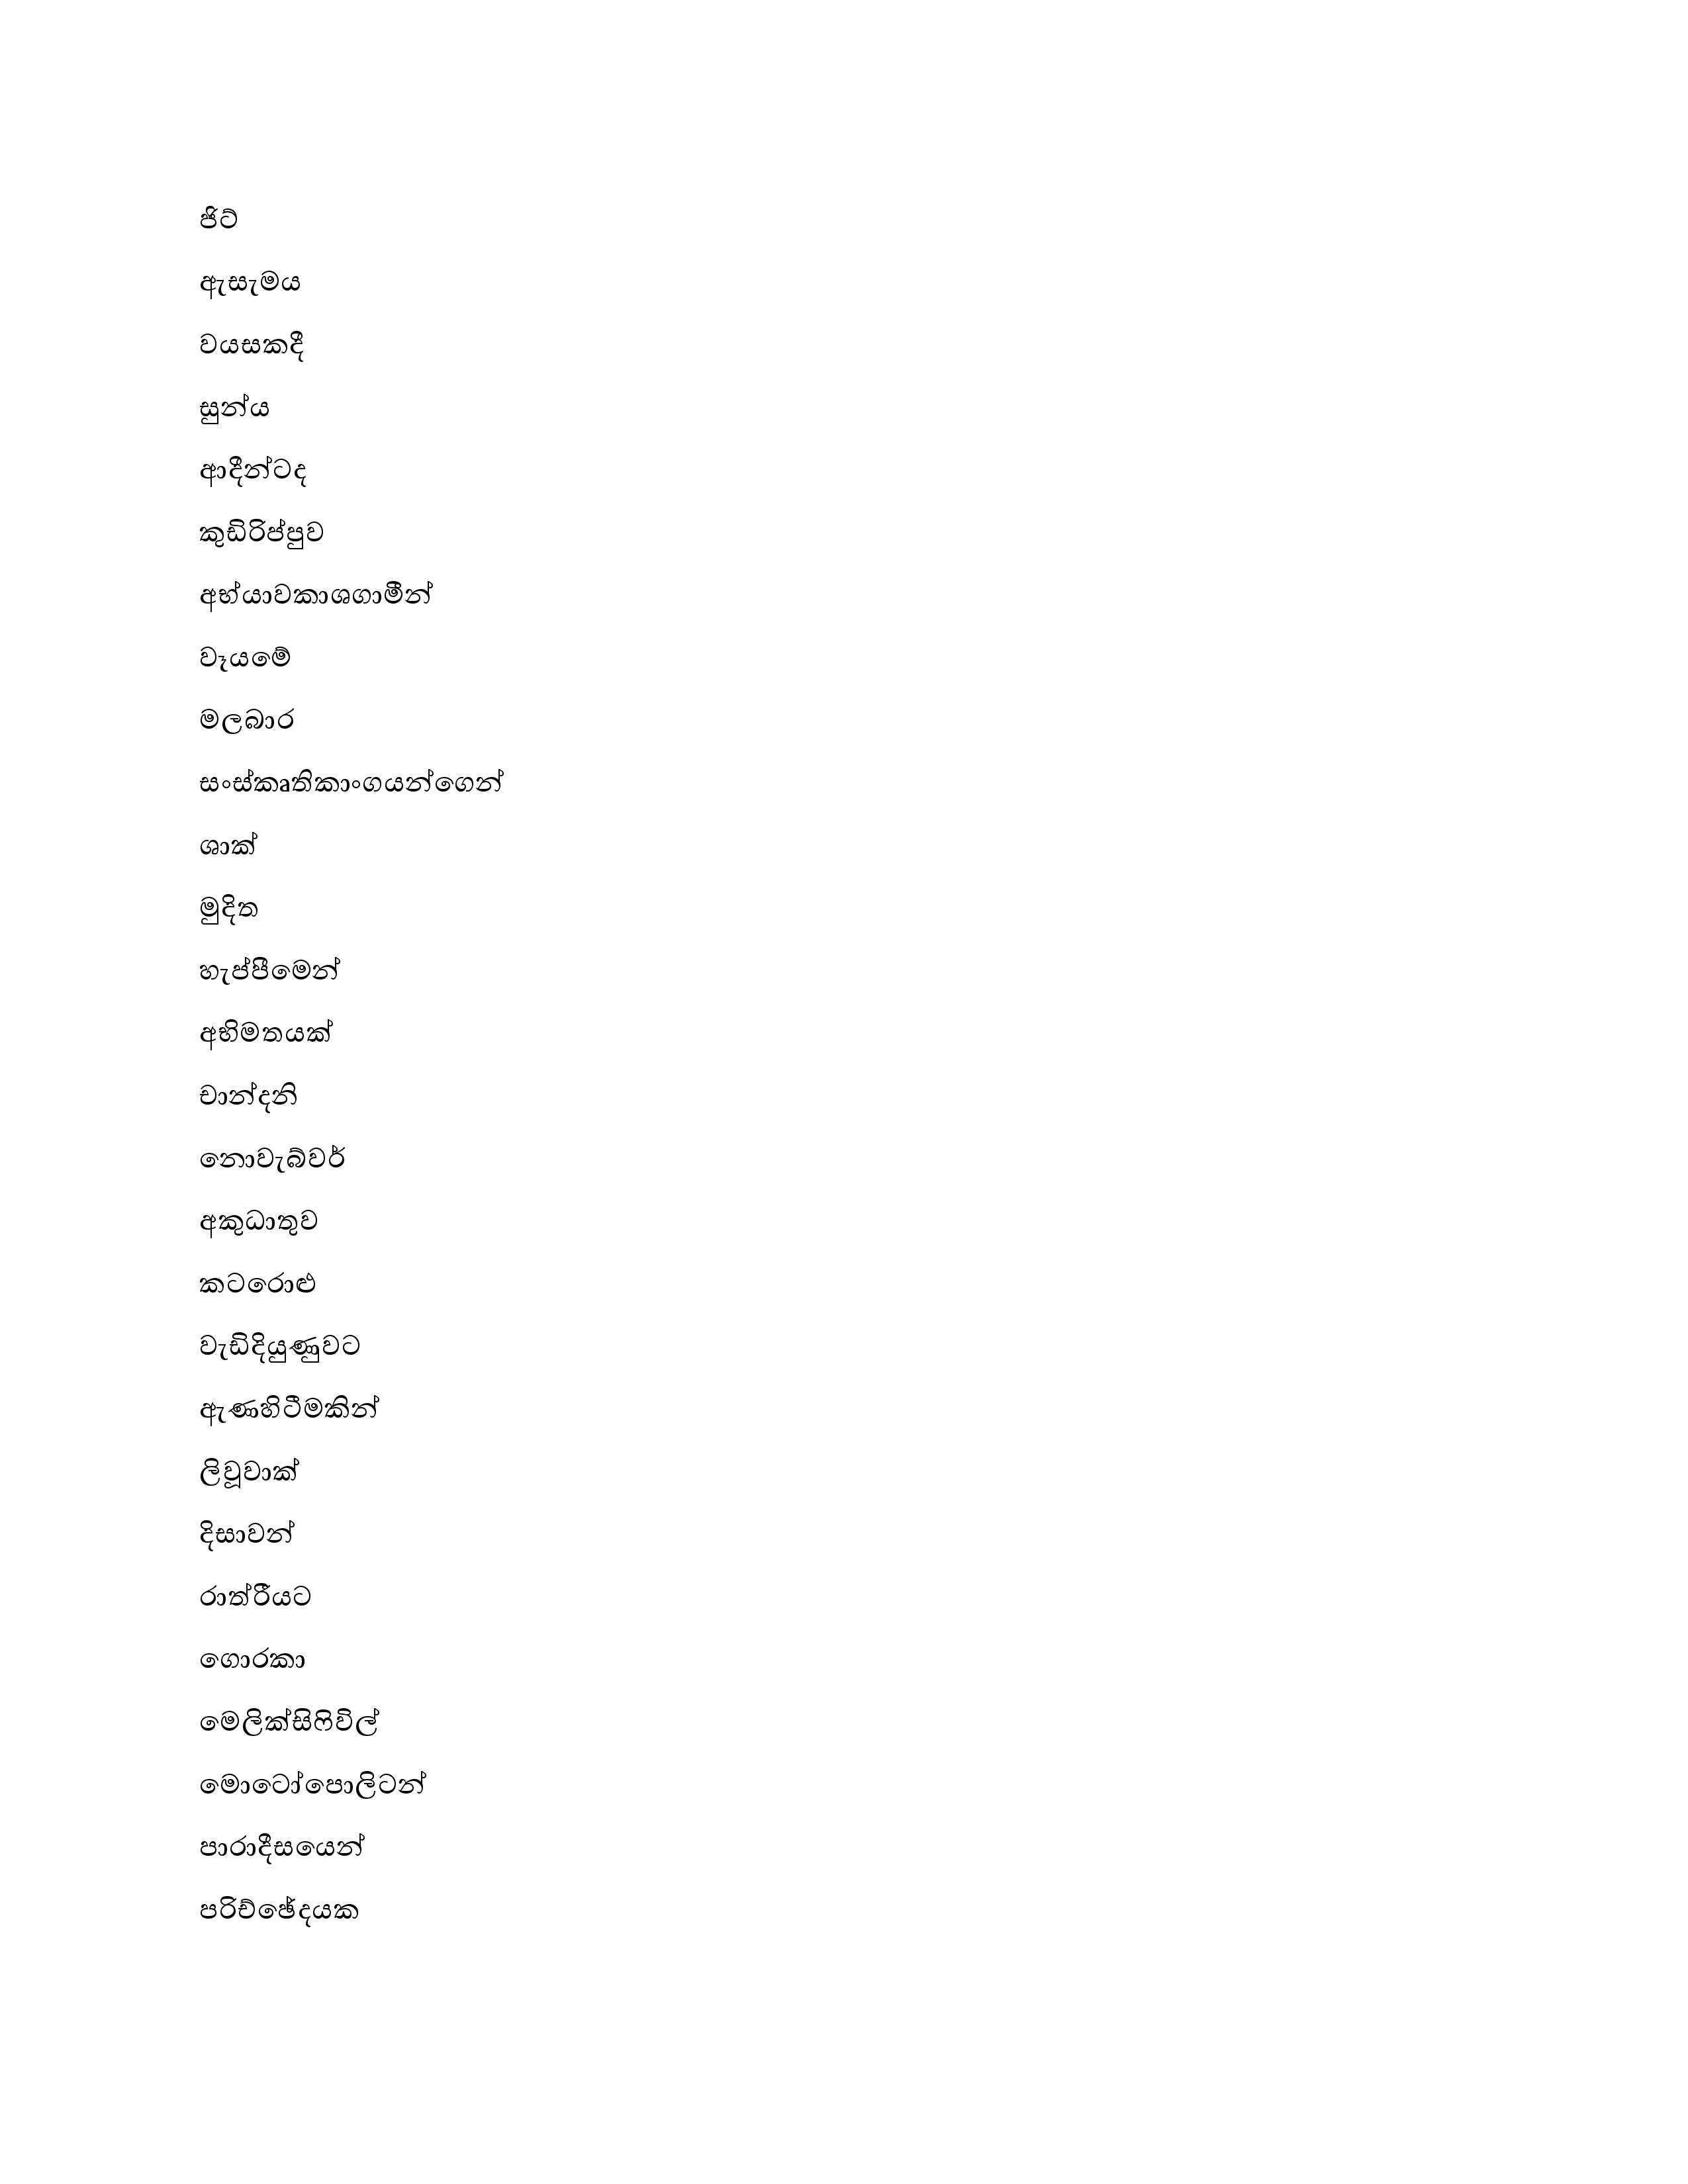 ජිට්
ඇසැමය
වයසකදී
සුන්ය
ආදීන්ටද
කුඩිරිප්පුව
අභ්යාවකාශගාමීන්
වෑයමේ
මලබාර
සංස්කෘතිකාංගයන්ගෙන්
ශාක්
මුදිත
හැප්පීමෙන්
අභිමතයක්
චාන්දනි
නොවැබ්වර්
අකුධාතුව
කටරොළු
වැඩිදියුණුවට
ඇණහිටීමකින්
ලිවූවාක්
දිසාවන්
රාත්රීයට
ගොරකා
මෙලික්සිෆිවිල්
මොටෝපොලිටන්
පාරාදීසයෙන්
පරිච්ඡේදයක